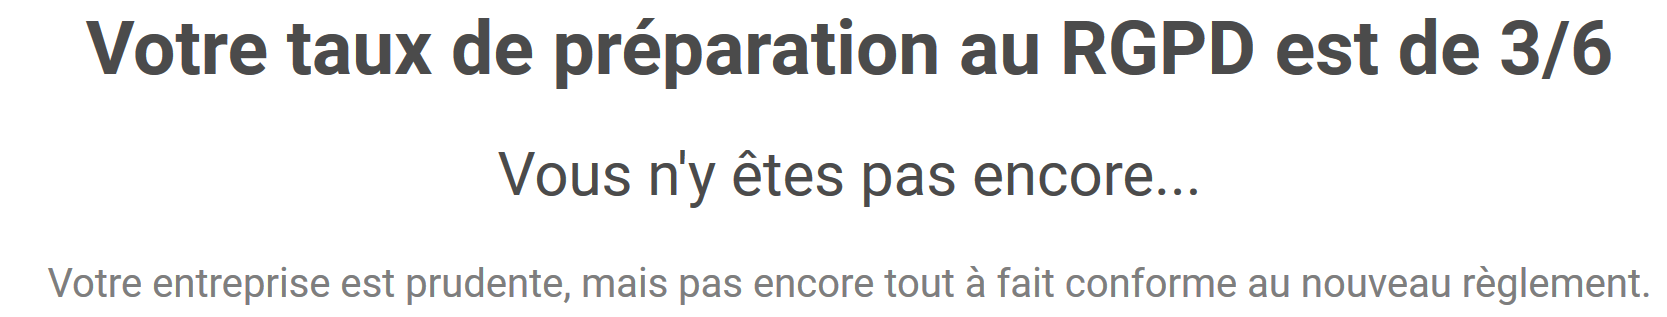 Votre taux de préparation au RGPD est de 3/6
Vous n'y êtes pas encore...
Votre entreprise est prudente, mais pas encore tout à fait conforme au nouveau règlement.